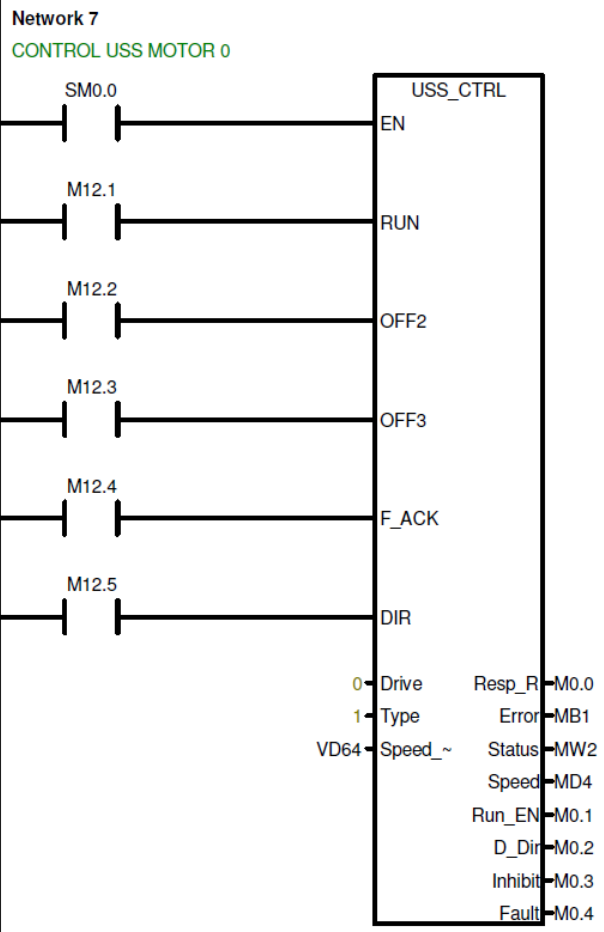 Network 7
CONTROL USS MOTOR 0
SM0.0
USS_CTRL
EN
M12.1
RUN
M12.2
OFF2
M12.3
OFF3
M12.4
F_ACK
M12.5
DIR
0 Drive Resp_R M0.0
1 Type Error MB1
VD64 Speed_~ Status MW2
Speed MD4
Run_EN M0.1
D_Dir M0.2
Inhibit M0.3
Fault M0.4